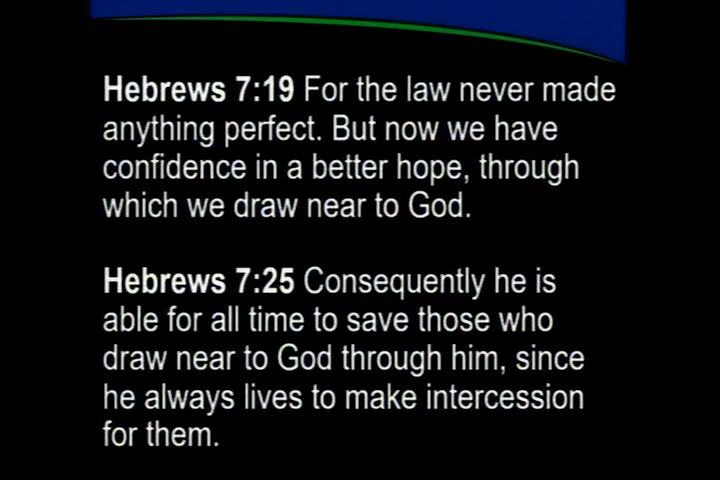 Hebrews 7:19 For the law never made
anything perfect. But now we have
confidence in a better hope, through
which we draw near to God.
Hebrews 7:25 Consequently he is
able for all time to save those who
draw near to God through him, since
he always lives to make intercession
for them.